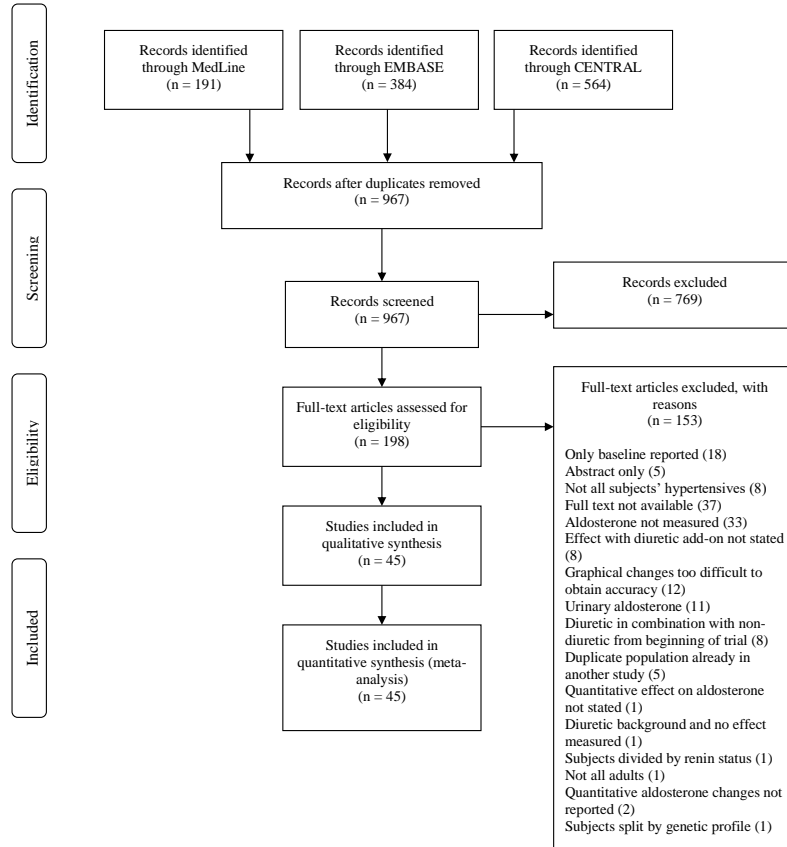 Identification
Records identified
through MedLine
(n = 191)
Records identified
through EMBASE
(n = 384)
Records identified
through CENTRAL
(n = 564)
Records after duplicates removed
(n = 967)
Screening
Records screened
(n = 967)
Records excluded
(n = 769)
Eligibility
Full-text articles assessed for
eligibility
(n = 198)
Full-text articles excluded, with
reasons
(n = 153)
Only baseline reported (18)
Abstract only (5)
Not all subjects’ hypertensives (8)
Full text not available (37)
Aldosterone not measured (33)
Effect with diuretic add-on not stated
(8)
Graphical changes too difficult to
obtain accuracy (12)
Urinary aldosterone (11)
Diuretic in combination with non-
diuretic from beginning of trial (8)
Duplicate population already in
another study (5)
Quantitative effect on aldosterone
not stated (1)
Diuretic background and no effect
measured (1)
Subjects divided by renin status (1)
Not all adults (1)
Quantitative aldosterone changes not
reported (2)
Subjects split by genetic profile (1)
Studies included in
qualitative synthesis
(n = 45)
Included
Studies included in
quantitative synthesis (meta-
analysis)
(n = 45)